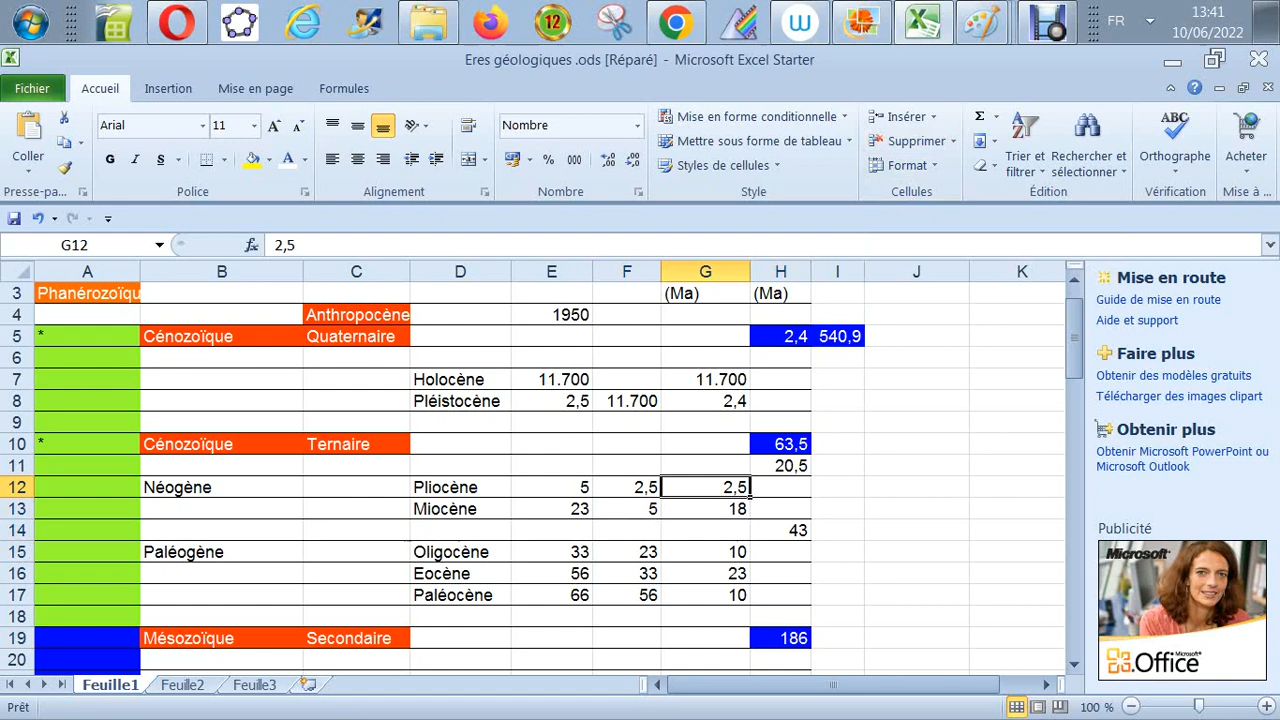 12
FR
13:41
10/06/2022
Eres géologiques .ods [Réparé] - Microsoft Excel Starter
Fichier Accueil Insertion Mise en page Formules
Coller
Arial 11
G I S
Nombre
% 000
Mise en forme conditionnelle
Mettre sous forme de tableau
Styles de cellules
Insérer
Supprimer
Format
Trier et filtrer
Rechercher et sélectionner
Orthographe
Acheter
Presse-pa... Police Alignement Nombre Style Cellules Édition Vérification Mise à ...
G12 fx 2,5
A B C D E F G H I J K
3 Phanérozoïqu (Ma) (Ma)
4 Anthropocène 1950
5 * Cénozoïque Quaternaire 2,4 540,9
6
7 Holocène 11.700 11.700
8 Pléistocène 2,5 11.700 2,4
9
10 * Cénozoïque Ternaire 63,5
11 20,5
12 Néogène Pliocène 5 2,5 2,5
13 Miocène 23 5 18
14 43
15 Paléogène Oligocène 33 23 10
16 Eocène 56 33 23
17 Paléocène 66 56 10
18
19 Mésozoïque Secondaire 186
20
Mise en route
Guide de mise en route
Aide et support
Faire plus
Obtenir des modèles gratuits
Télécharger des images clipart
Obtenir plus
Obtenir Microsoft PowerPoint ou
Microsoft Outlook
Publicité
Microsoft
Office
Feuille1 Feuille2 Feuille3
Prêt 100 %